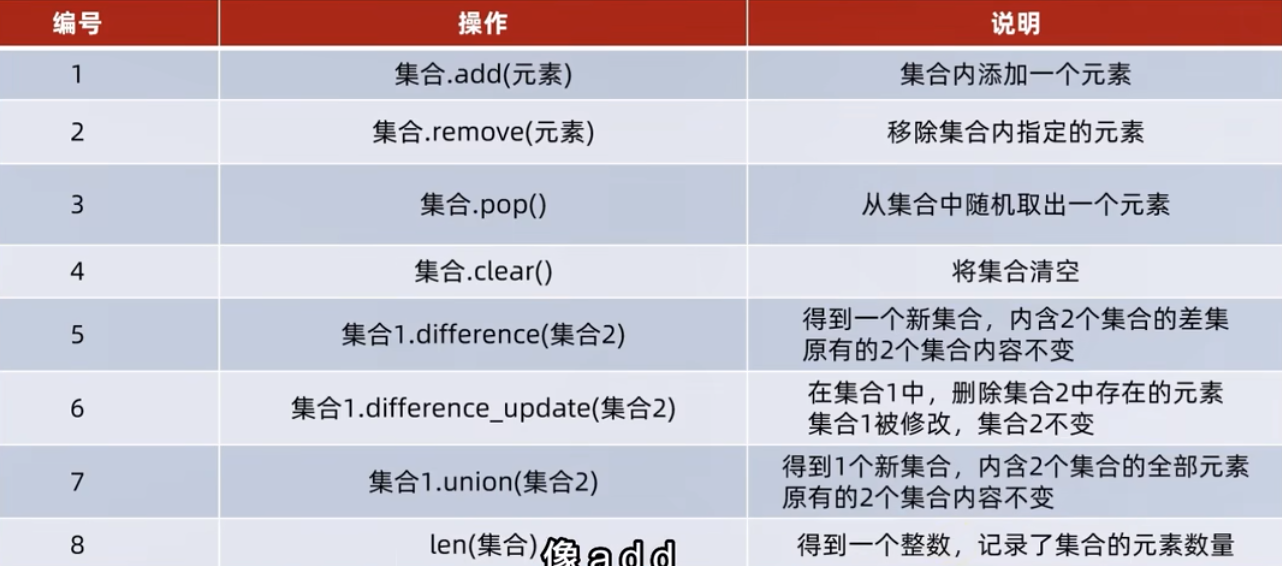 编号 操作 说明
1 集合.add(元素) 集合内添加一个元素
2 集合.remove(元素) 移除集合内指定的元素
3 集合.pop() 从集合中随机取出一个元素
4 集合.clear() 将集合清空
5 集合1.difference(集合2) 得到一个新集合，内含2个集合的差集
原有的2个集合内容不变
6 集合1.difference_update(集合2) 在集合1中，删除集合2中存在的元素
集合1被修改，集合2不变
7 集合1.union(集合2) 得到1个新集合，内含2个集合的全部元素
原有的2个集合内容不变
8 len(集合) 得到一个整数，记录了集合的元素数量
像add